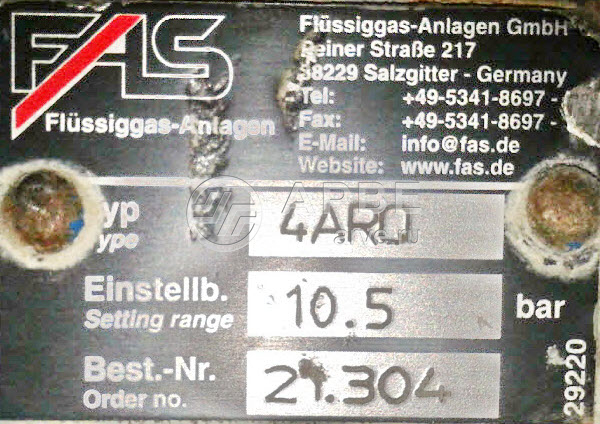 FAS
Flüssiggas-Anlagen
Flüssiggas-Anlagen GmbH
Peiner Straße 217
38229 Salzgitter - Germany
Tel: +49-5341-8697 -
Fax: +49-5341-8697 -
E-Mail: info@fas.de
Website: www.fas.de
Typ
Type
4ARQ
Einstellb.
Setting range
10.5
bar
Best.-Nr.
Order no.
21.304
29220